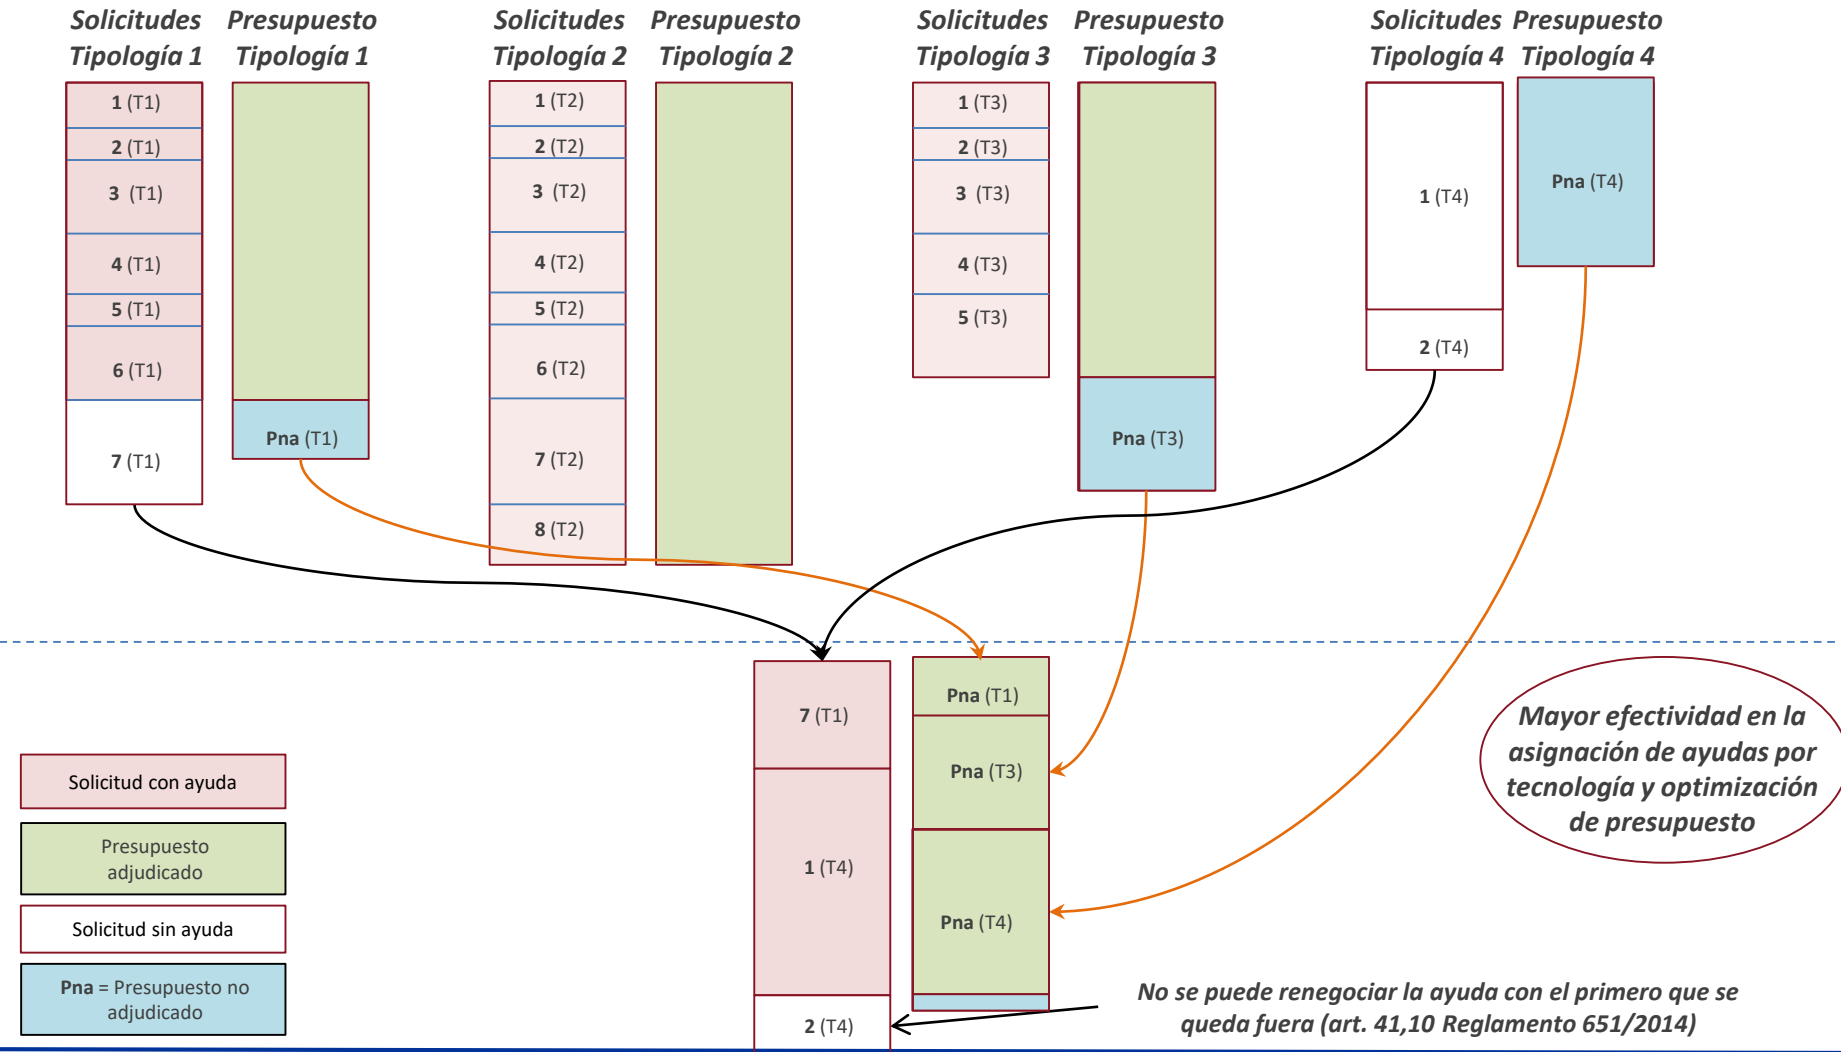 Solicitudes
Tipología 1
Presupuesto
Tipología 1
Solicitudes
Tipología 2
Presupuesto
Tipología 2
Solicitudes
Tipología 3
Presupuesto
Tipología 3
Solicitudes
Tipología 4
Presupuesto
Tipología 4
1 (T1)
2 (T1)
3 (T1)
4 (T1)
5 (T1)
6 (T1)
7 (T1)
Pna (T1)
1 (T2)
2 (T2)
3 (T2)
4 (T2)
5 (T2)
6 (T2)
7 (T2)
8 (T2)
1 (T3)
2 (T3)
3 (T3)
4 (T3)
5 (T3)
Pna (T3)
1 (T4)
2 (T4)
Pna (T4)
7 (T1)
1 (T4)
2 (T4)
Pna (T1)
Pna (T3)
Pna (T4)
Mayor efectividad en la
asignación de ayudas por
tecnología y optimización
de presupuesto
Solicitud con ayuda
Presupuesto
adjudicado
Solicitud sin ayuda
Pna = Presupuesto no
adjudicado
No se puede renegociar la ayuda con el primero que se
queda fuera (art. 41,10 Reglamento 651/2014)